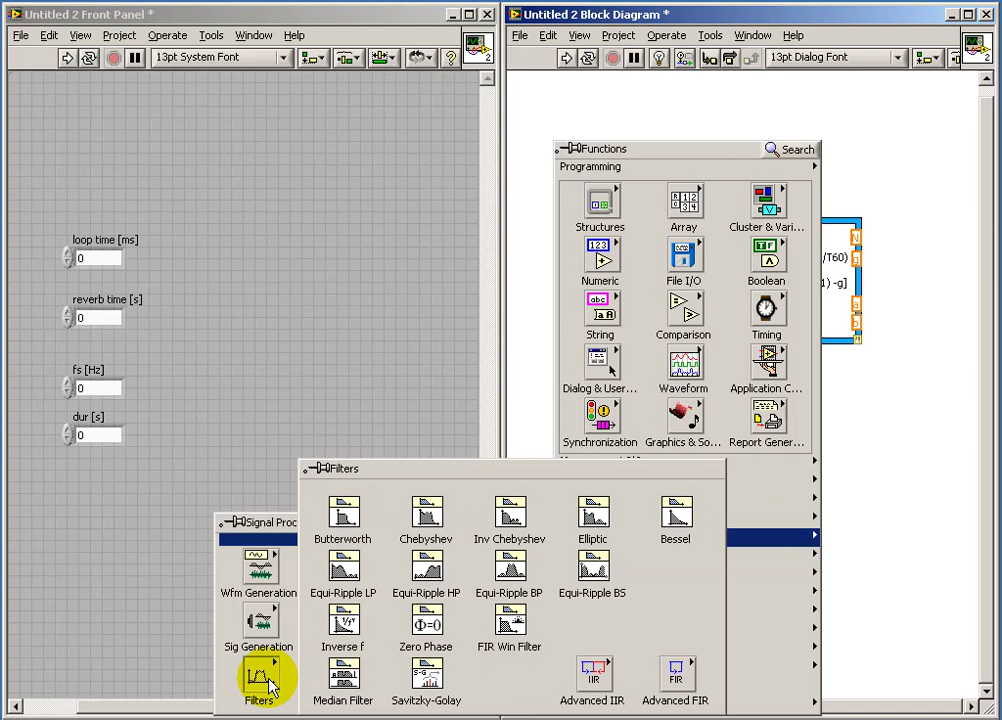 Untitled 2 Front Panel *
File Edit View Project Operate Tools Window Help
13pt System Font
2
loop time [ms]
0
reverb time [s]
0
fs [Hz]
0
dur [s]
0
Untitled 2 Block Diagram *
File Edit View Project Operate Tools Window Help
13pt Dialog Font
2
Functions
Search
Programming
Structures Array Cluster & Vari...
Numeric File I/O Boolean
String Comparison Timing
Dialog & User... Waveform Application C...
Synchronization Graphics & So... Report Gener...
N
/T60)
g
1) -g]
a
b
Signal Proc
Wfm Generation
Sig Generation
Filters
Filters
Butterworth Chebyshev Inv Chebyshev Elliptic Bessel
Equi-Ripple LP Equi-Ripple HP Equi-Ripple BP Equi-Ripple BS
Inverse f Zero Phase FIR Win Filter
Median Filter Savitzky-Golay Advanced IIR Advanced FIR